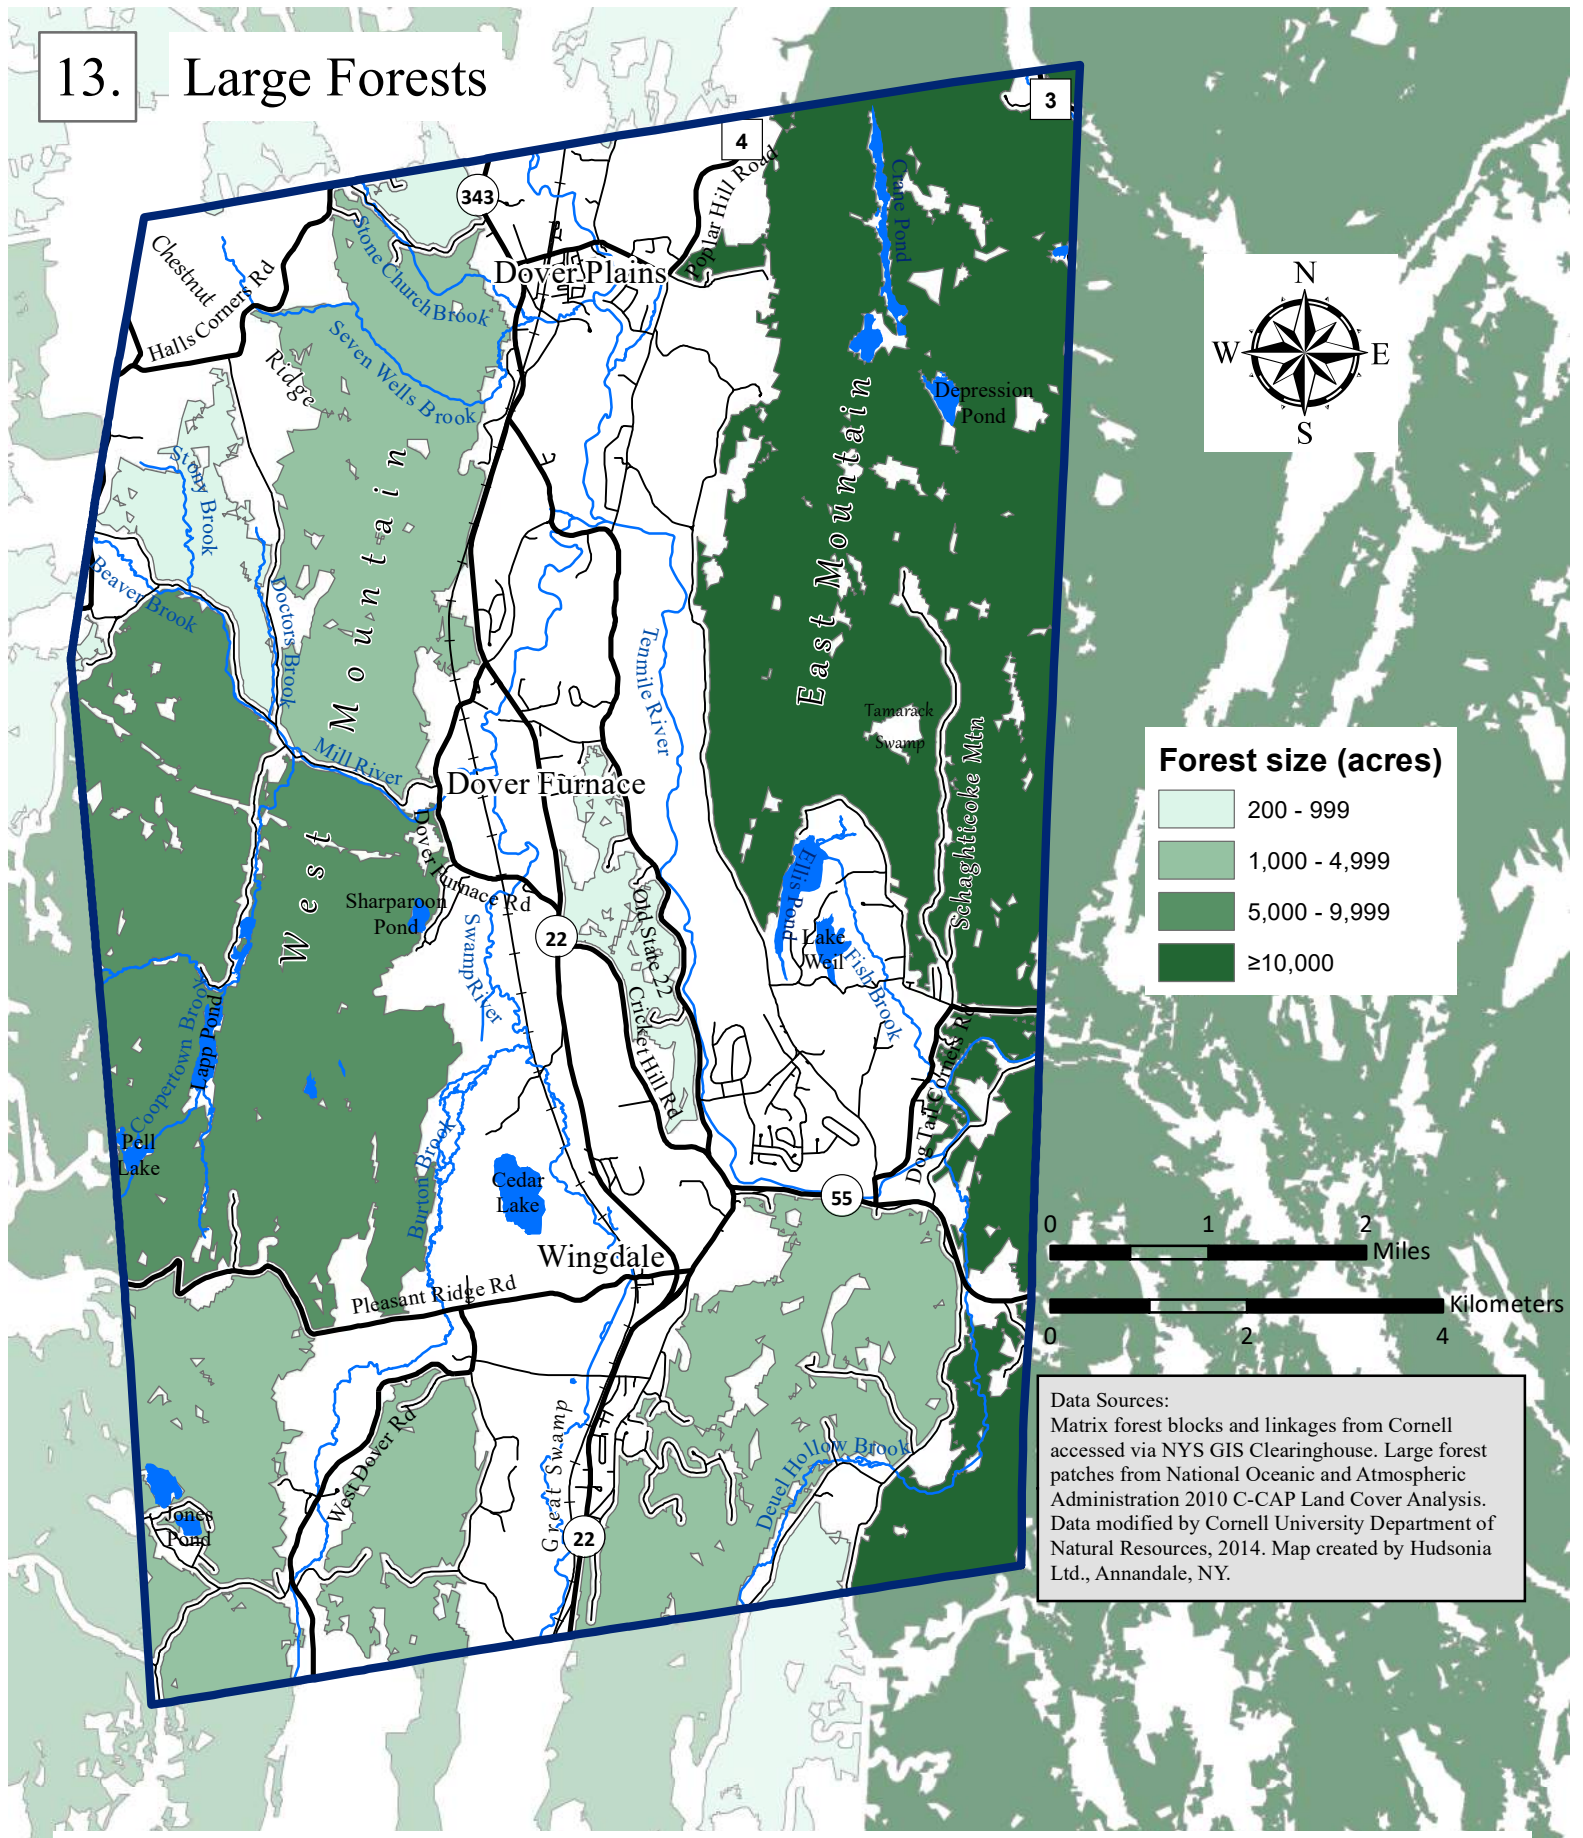 13.
Large Forests
3
4
343
Poplar Hill Road
Crane Pond
Chestnut
Ridge
Halls Corners Rd
Stone Church Brook
Dover Plains
Seven Wells Brook
N
W
E
S
Depression
Pond
Stony Brook
Beaver Brook
Doctors Brook
West Mountain
East Mountain
Tenmile River
Tamarack
Swamp
Schaghticoke Mtn
Mill River
Dover Furnace
Dover Furnace Rd
Forest size (acres)
200 - 999
1,000 - 4,999
5,000 - 9,999
≥10,000
Sharparoon
Pond
Swamp River
22
Old State 22
Cricket Hill Rd
Ellis Pond
Lake
Weil
Fish Brook
Coopertown Brook
Lapp Pond
Pell
Lake
Burton Brook
Cedar
Lake
Dog Tail Corners Rd
55
Wingdale
Pleasant Ridge Rd
0
1
2
Miles
Kilometers
0
2
4
West Dover Rd
Great Swamp
Deuel Hollow Brook
Jones
Pond
22
Data Sources:
Matrix forest blocks and linkages from Cornell
accessed via NYS GIS Clearinghouse. Large forest
patches from National Oceanic and Atmospheric
Administration 2010 C-CAP Land Cover Analysis.
Data modified by Cornell University Department of
Natural Resources, 2014. Map created by Hudsonia
Ltd., Annandale, NY.